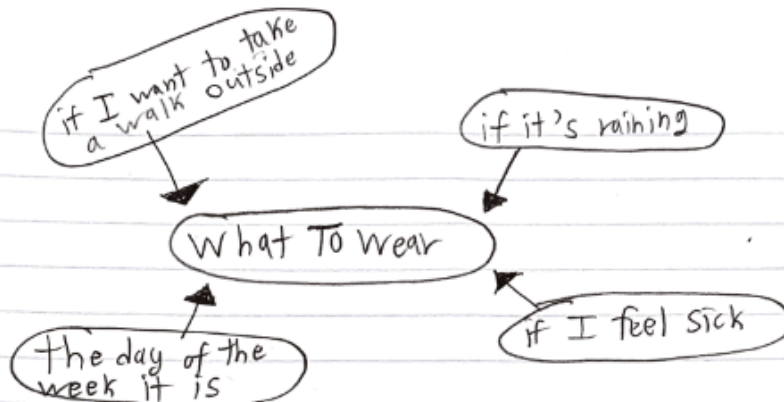 if I want to take
a walk outside
if it's raining
What To Wear
if I feel sick
the day of the
week it is